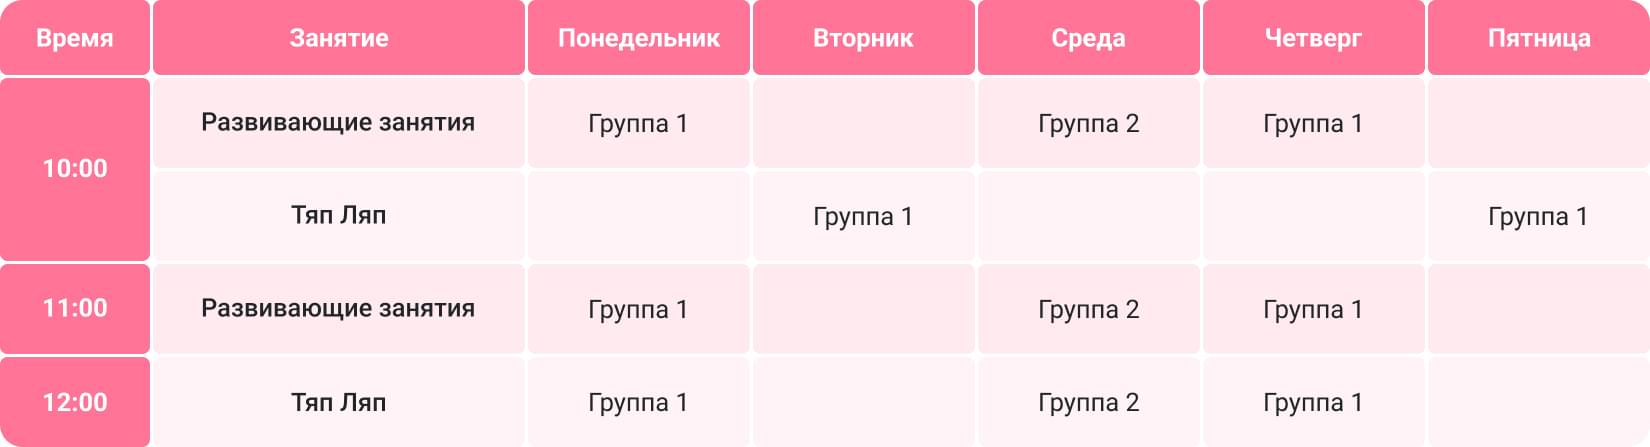 Время Занятие Понедельник Вторник Среда Четверг Пятница
10:00
Развивающие занятия Группа 1 Группа 2 Группа 1
Тяп Ляп Группа 1 Группа 1
11:00 Развивающие занятия Группа 1 Группа 2 Группа 1
12:00 Тяп Ляп Группа 1 Группа 2 Группа 1